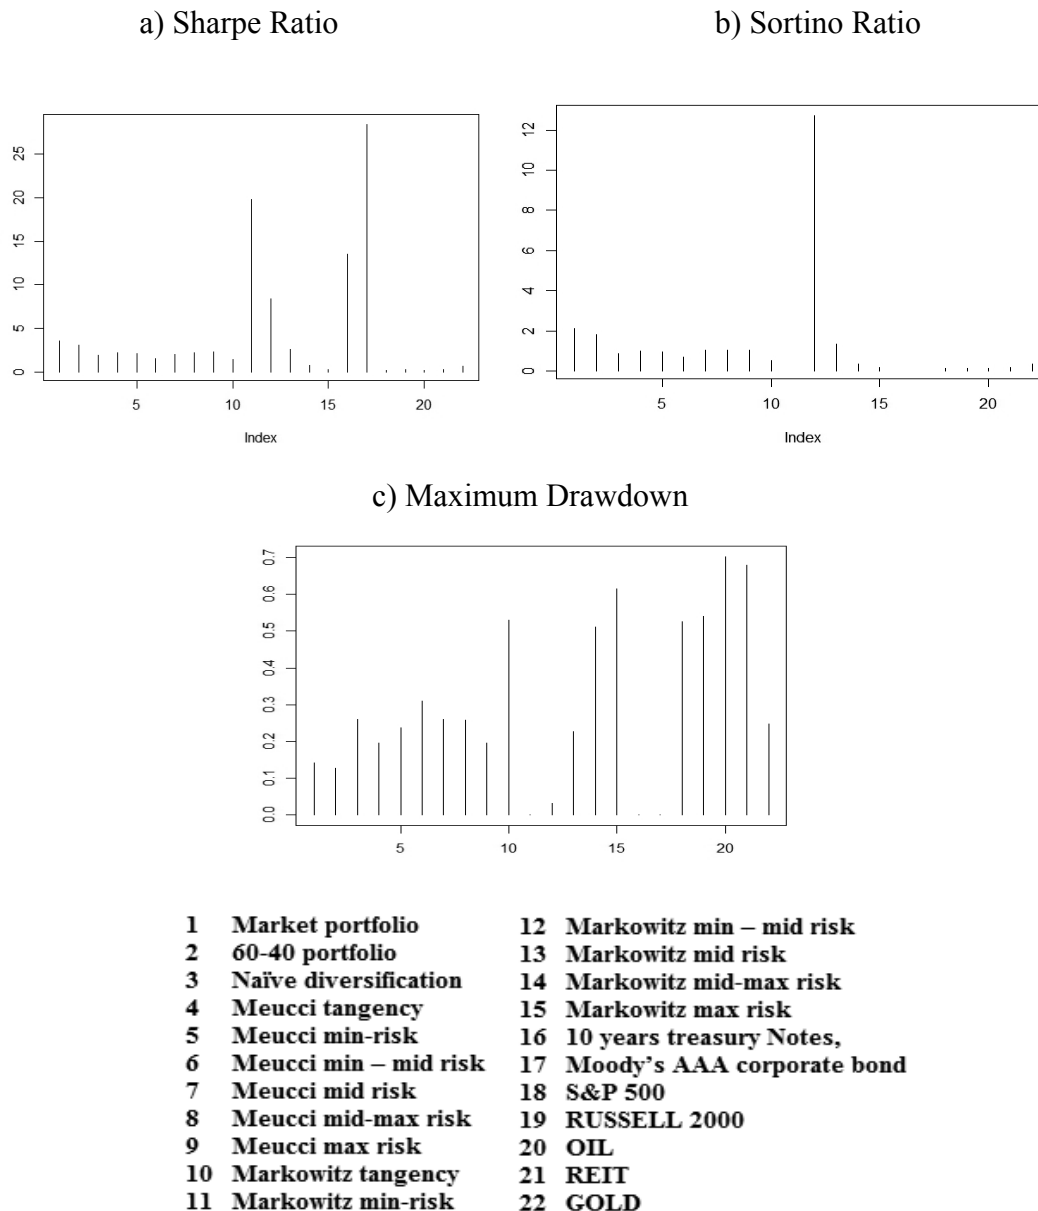 a) Sharpe Ratio
b) Sortino Ratio
25
20
15
10
5
0
5
10
15
20
Index
12
10
8
6
4
2
0
5
10
15
20
Index
c) Maximum Drawdown
0.7
0.6
0.5
0.4
0.3
0.2
0.1
0.0
5
10
15
20
1 Market portfolio
2 60-40 portfolio
3 Naïve diversification
4 Meucci tangency
5 Meucci min-risk
6 Meucci min – mid risk
7 Meucci mid risk
8 Meucci mid-max risk
9 Meucci max risk
10 Markowitz tangency
11 Markowitz min-risk
12 Markowitz min – mid risk
13 Markowitz mid risk
14 Markowitz mid-max risk
15 Markowitz max risk
16 10 years treasury Notes,
17 Moody’s AAA corporate bond
18 S&P 500
19 RUSSELL 2000
20 OIL
21 REIT
22 GOLD